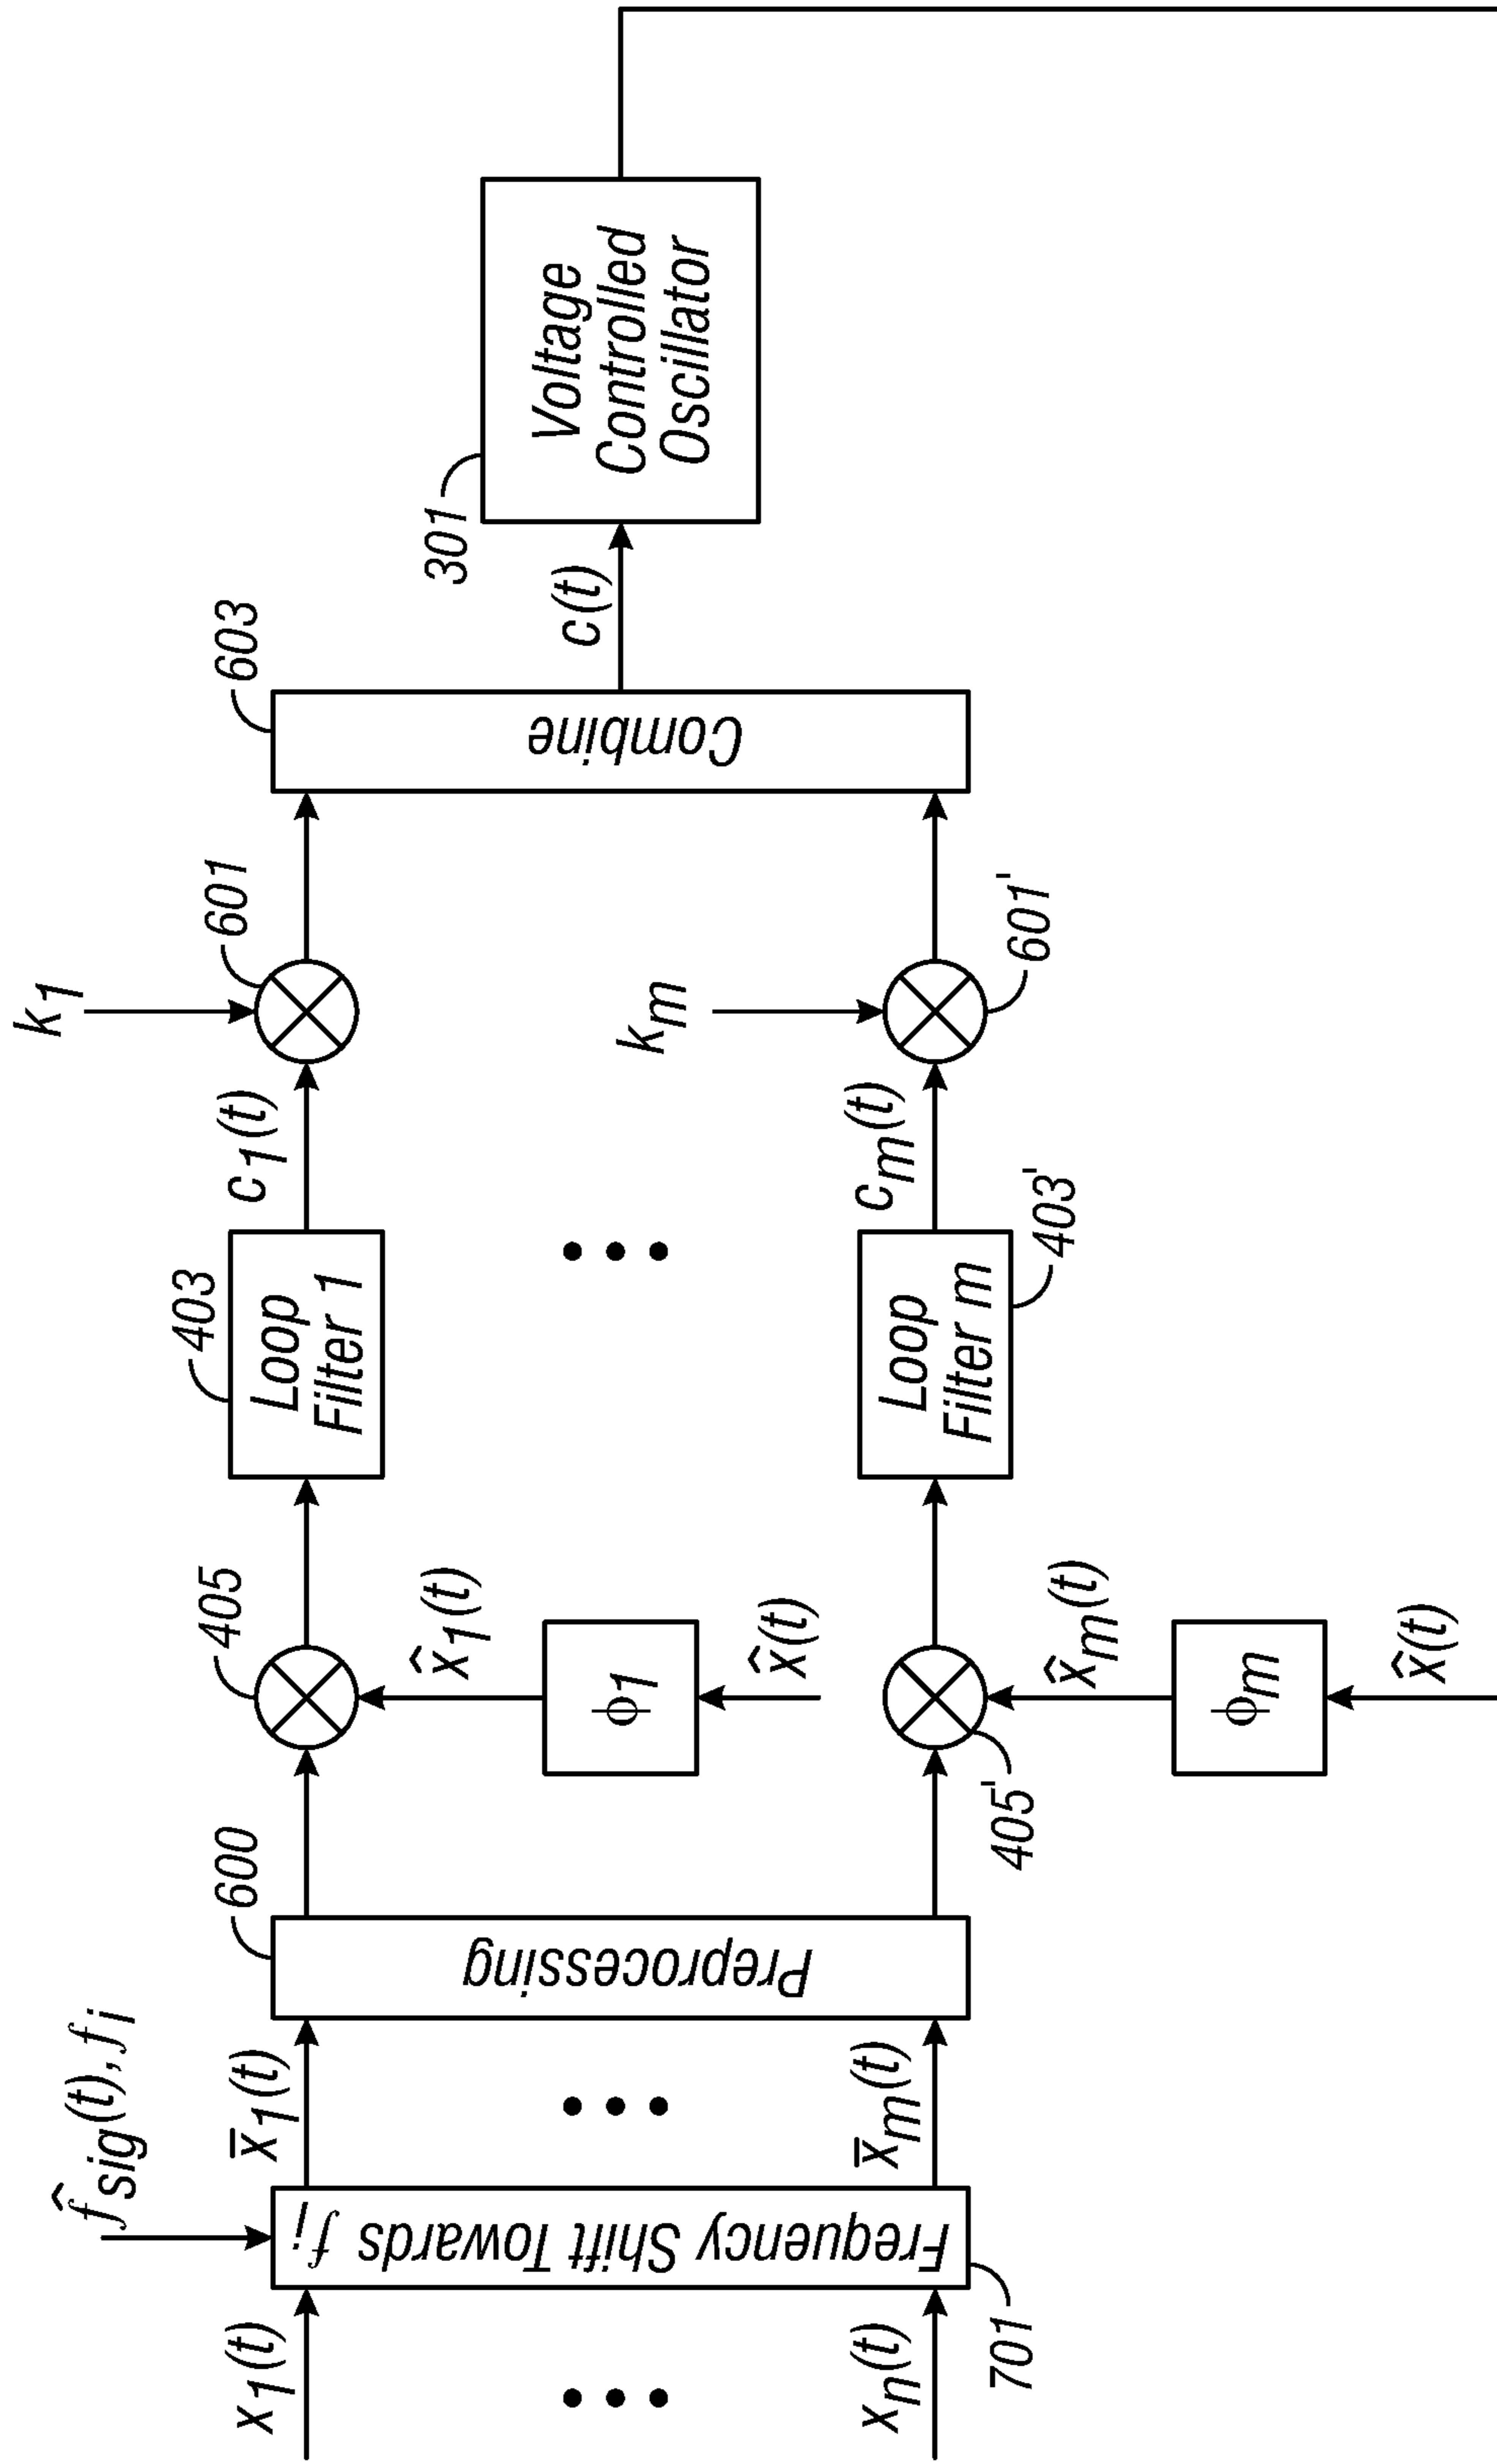 f̂sig(t), fi
x1(t)
xn(t)
Frequency Shift Towards fi
701
x̄1(t)
x̄m(t)
Preprocessing
600
405
x̂1(t)
ϕ1
x̂(t)
405'
x̂m(t)
ϕm
x̂(t)
403
Loop
Filter 1
Loop
Filter m
403'
c1(t)
cm(t)
k1
601
km
601'
Combine
603
c(t)
301
Voltage
Controlled
Oscillator